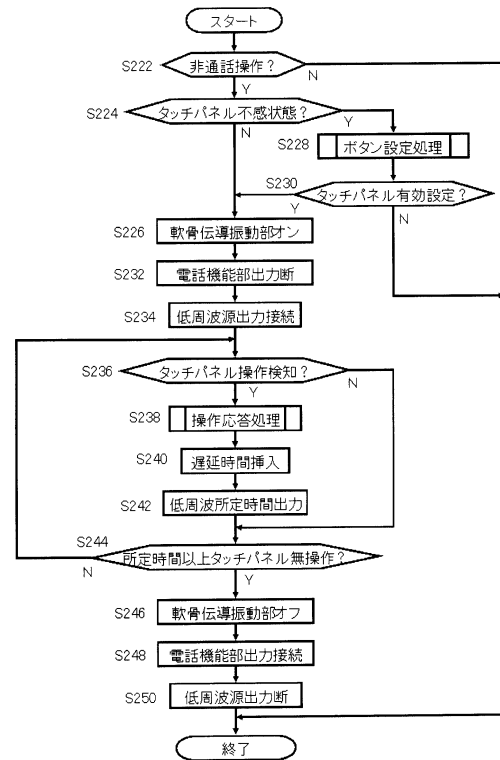 スタート
S222
非通話操作？
N
Y
S224
タッチパネル不感状態？
Y
N
S228
ボタン設定処理
S230
タッチパネル有効設定？
Y
N
S226
軟骨伝導振動部オン
S232
電話機能部出力断
S234
低周波源出力接続
S236
タッチパネル操作検知？
N
Y
S238
操作応答処理
S240
遅延時間挿入
S242
低周波所定時間出力
S244
所定時間以上タッチパネル無操作？
N
Y
S246
軟骨伝導振動部オフ
S248
電話機能部出力接続
S250
低周波源出力断
終了